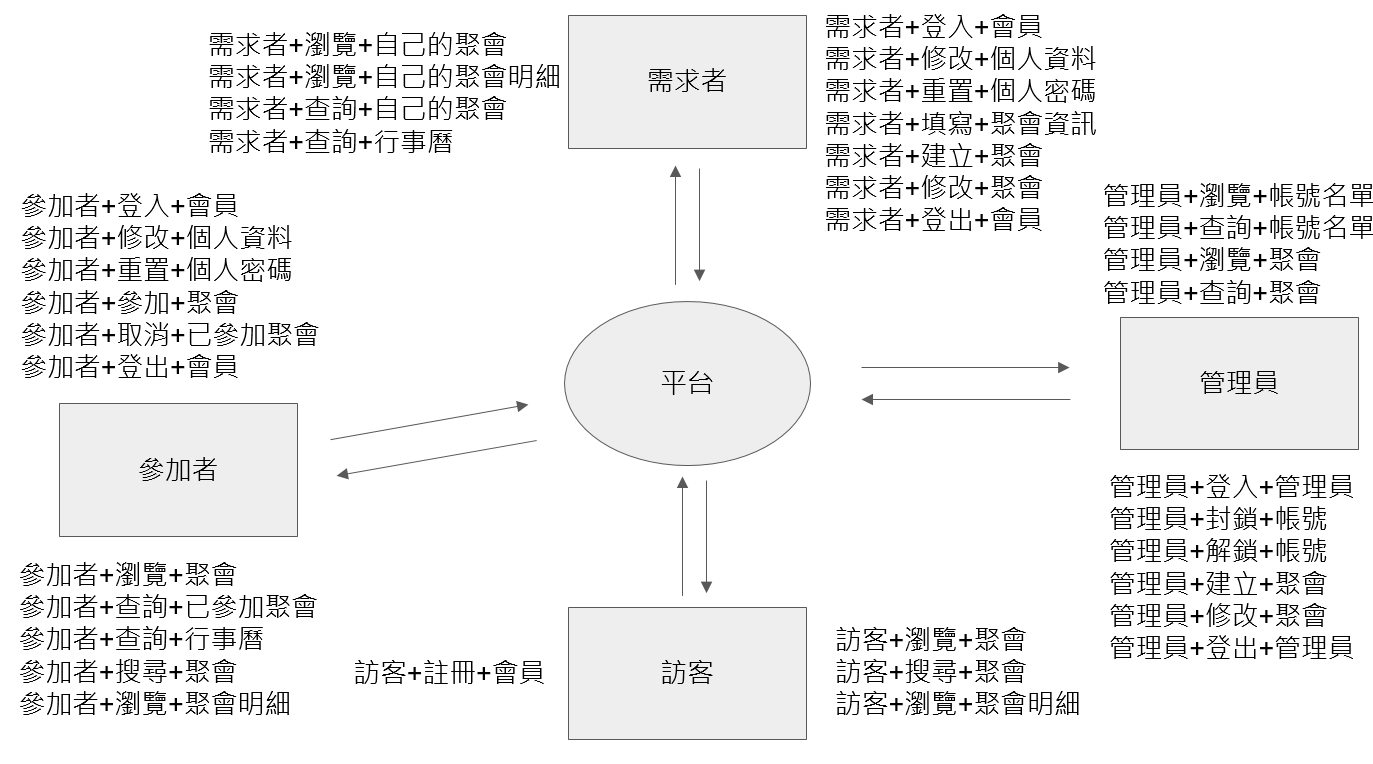 需求者+瀏覽+自己的聚會
需求者+瀏覽+自己的聚會明細
需求者+查詢+自己的聚會
需求者+查詢+行事曆
需求者
需求者+登入+會員
需求者+修改+個人資料
需求者+重置+個人密碼
需求者+填寫+聚會資訊
需求者+建立+聚會
需求者+修改+聚會
需求者+登出+會員
參加者+登入+會員
參加者+修改+個人資料
參加者+重置+個人密碼
參加者+參加+聚會
參加者+取消+已參加聚會
參加者+登出+會員
管理員+瀏覽+帳號名單
管理員+查詢+帳號名單
管理員+瀏覽+聚會
管理員+查詢+聚會
平台
管理員
參加者
管理員+登入+管理員
管理員+封鎖+帳號
管理員+解鎖+帳號
管理員+建立+聚會
管理員+修改+聚會
管理員+登出+管理員
參加者+瀏覽+聚會
參加者+查詢+已參加聚會
參加者+查詢+行事曆
參加者+搜尋+聚會
參加者+瀏覽+聚會明細
訪客+註冊+會員
訪客
訪客+瀏覽+聚會
訪客+搜尋+聚會
訪客+瀏覽+聚會明細